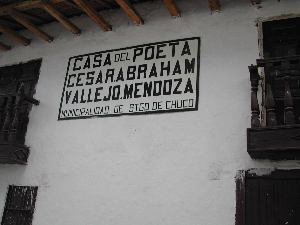 CASA DEL POETA
CESAR ABRAHAM
VALLEJO MENDOZA
MUNICIPALIDAD DE STGO DE CHUCO